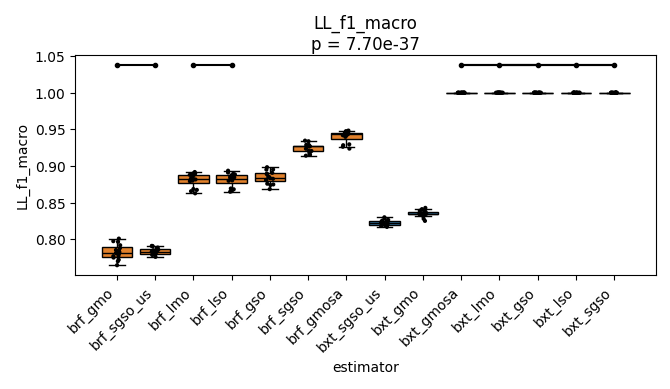 LL_f1_macro
p = 7.70e-37
LL_f1_macro
1.05
1.00
0.95
0.90
0.85
0.80
brf_gmo
brf_sgso_us
brf_lmo
brf_lso
brf_gso
brf_sgso
brf_gmosa
bxt_sgso_us
bxt_gmo
bxt_gmosa
bxt_lmo
bxt_gso
bxt_lso
bxt_sgso
estimator